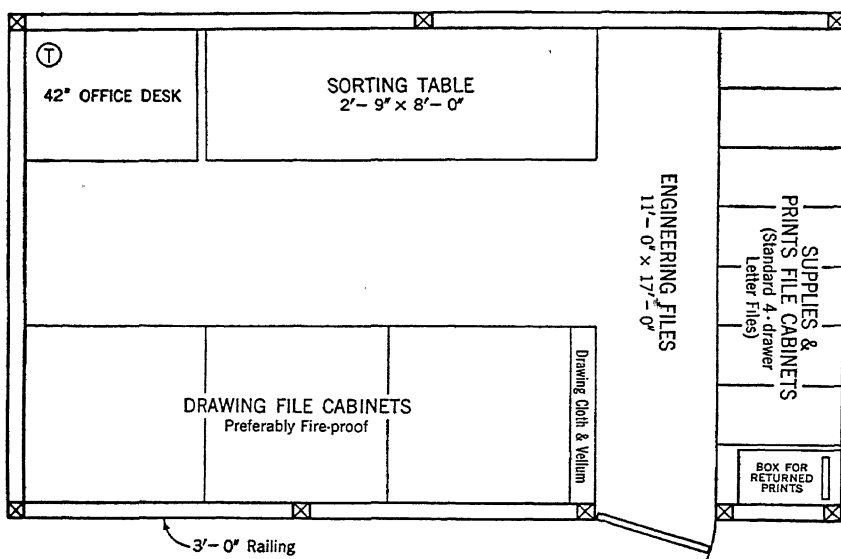 T
42" OFFICE DESK
SORTING TABLE
2'- 9" × 8'- 0"
ENGINEERING FILES
11'- 0" × 17'- 0"
SUPPLIES &
PRINTS FILE CABINETS
(Standard 4-drawer
Letter Files)
DRAWING FILE CABINETS
Preferably Fire-proof
Drawing Cloth & Vellum
BOX FOR
RETURNED
PRINTS
3'- 0" Railing